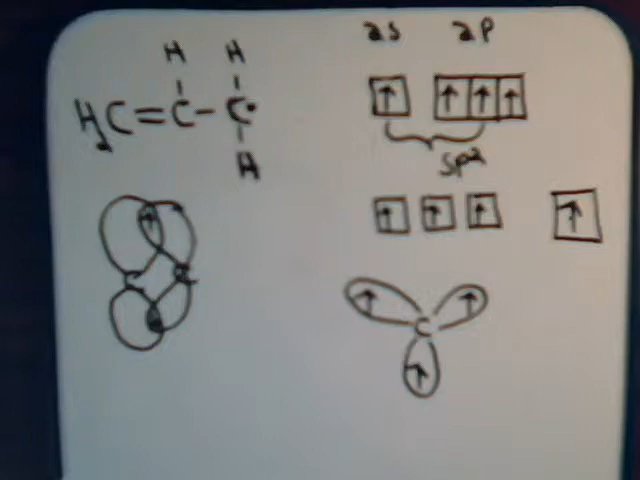 2S 2P
H H
H₂C=C-C•
H
SP²
C C
C